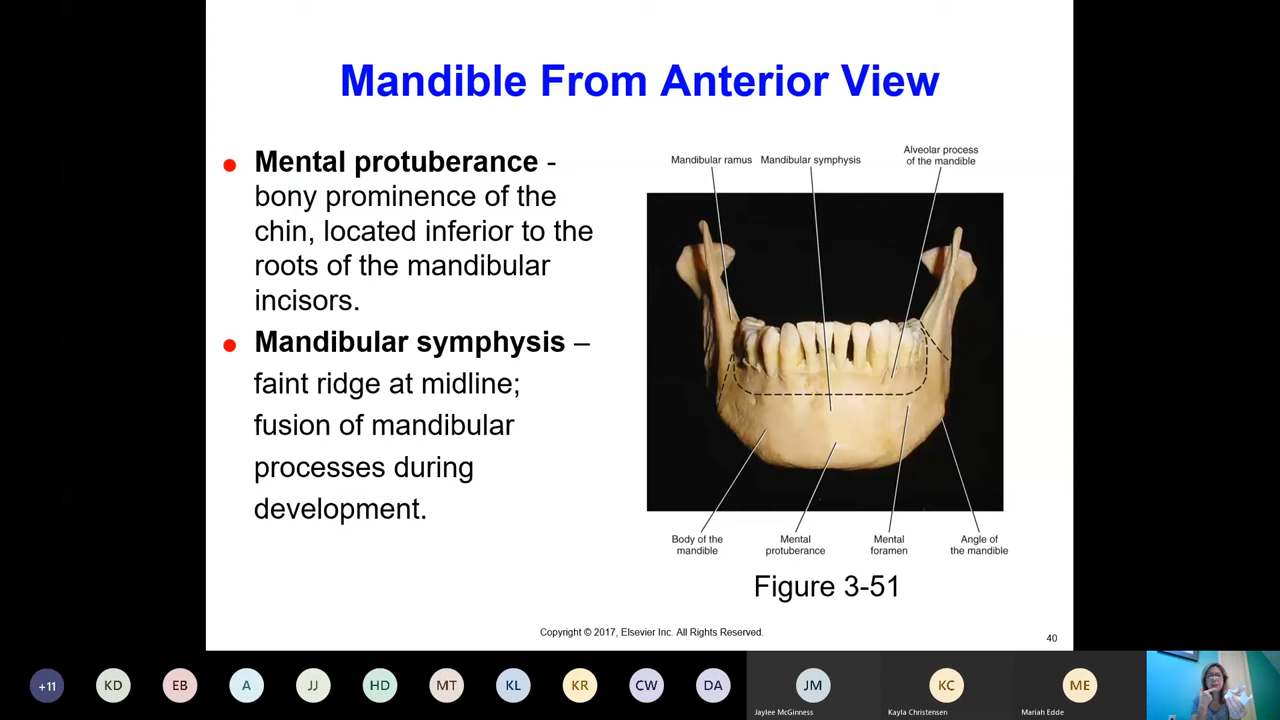 Mandible From Anterior View
Mental protuberance -
bony prominence of the
chin, located inferior to the
roots of the mandibular
incisors.
Mandibular symphysis –
faint ridge at midline;
fusion of mandibular
processes during
development.
Mandibular ramus
Mandibular symphysis
Alveolar process
of the mandible
Body of the
mandible
Mental
protuberance
Mental
foramen
Angle of
the mandible
Figure 3-51
Copyright © 2017, Elsevier Inc. All Rights Reserved.
40
+11
KD
EB
A
JJ
HD
MT
KL
KR
CW
DA
JM
Jaylee McGinness
KC
Kayla Christensen
ME
Mariah Edde